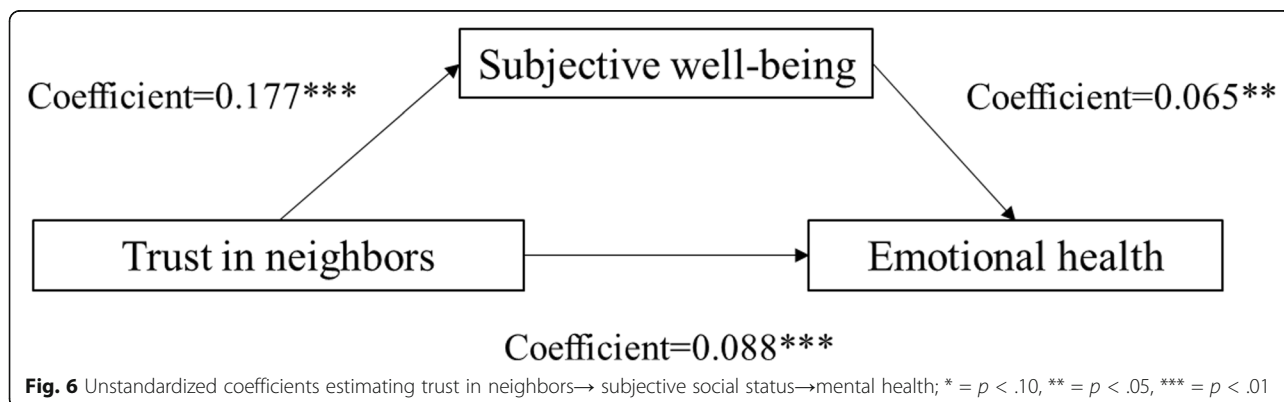 Subjective well-being
Coefficient=0.177***
Coefficient=0.065**
Trust in neighbors
Emotional health
Coefficient=0.088***
Fig. 6 Unstandardized coefficients estimating trust in neighbors→ subjective social status→mental health; * = p < .10, ** = p < .05, *** = p < .01